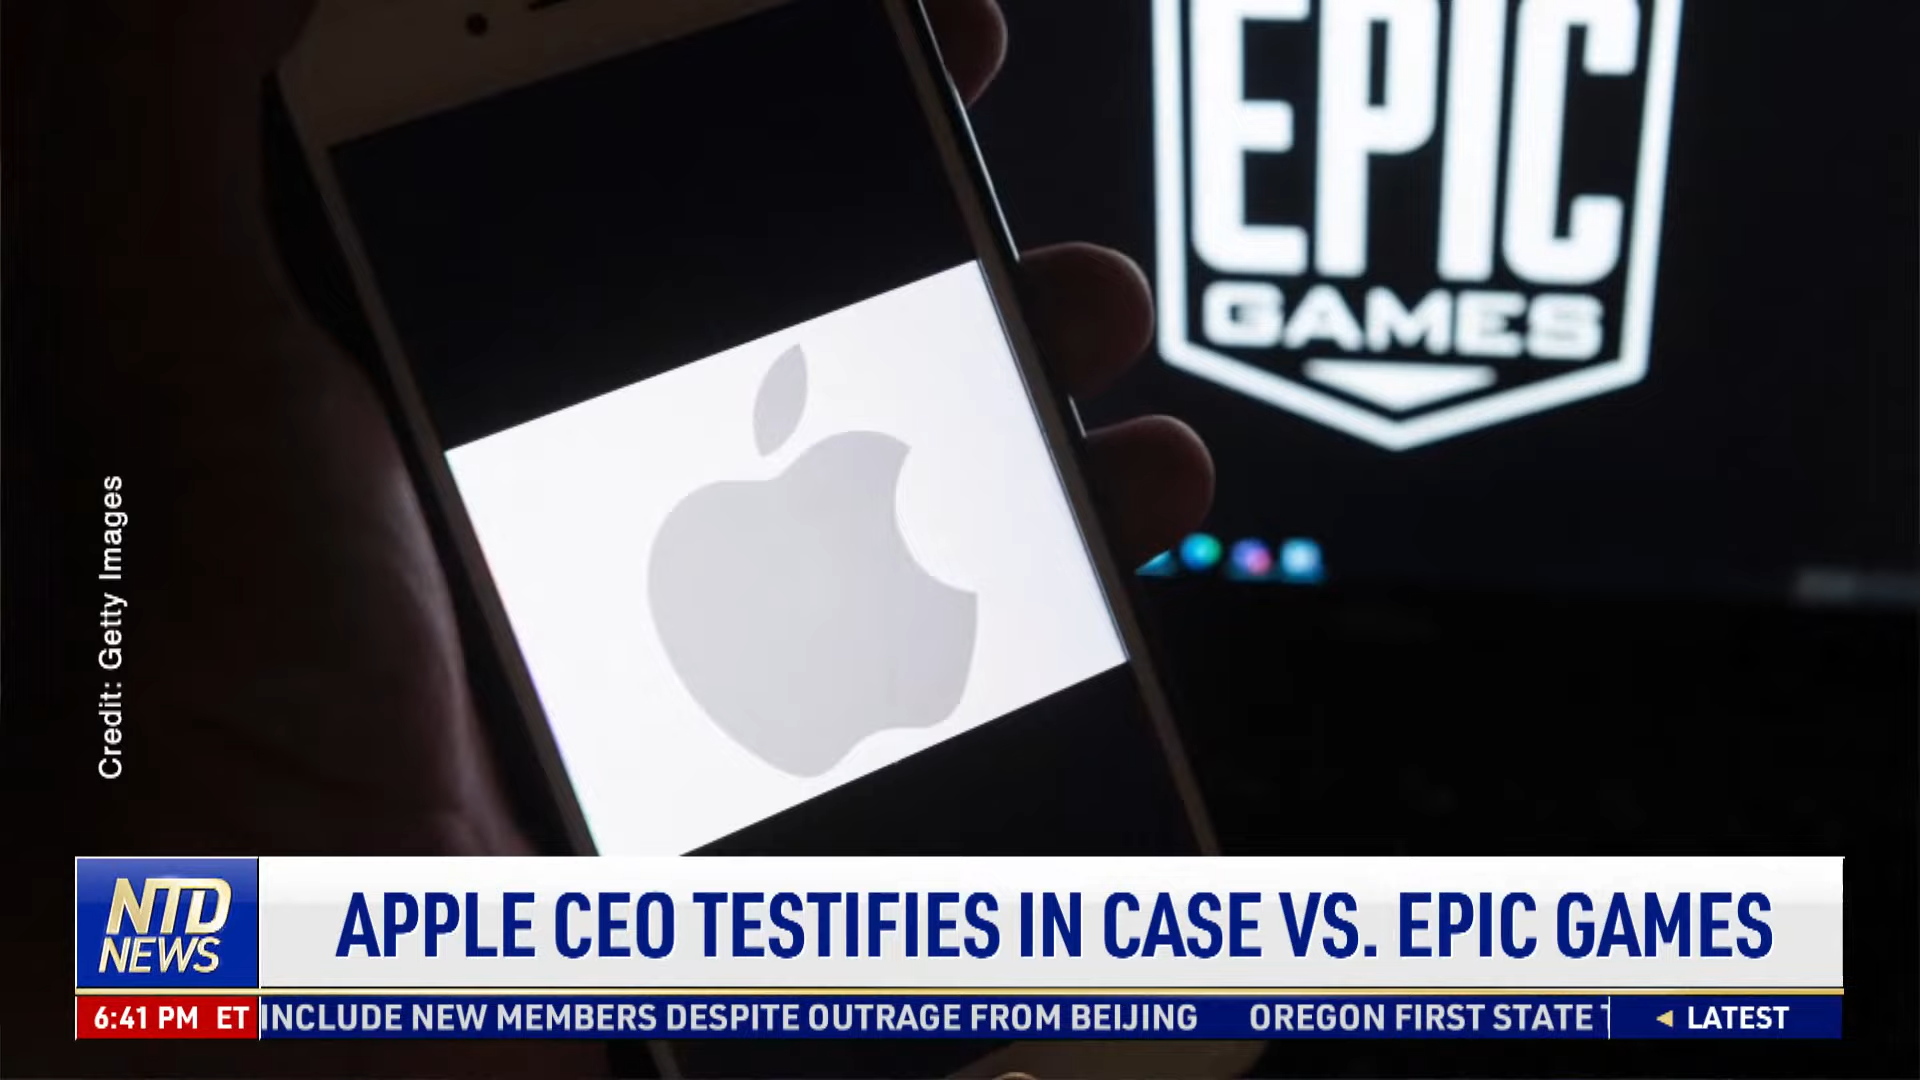 EPIC
GAMES
Credit: Getty Images
NTD
NEWS
APPLE CEO TESTIFIES IN CASE VS. EPIC GAMES
6:41 PM ET
INCLUDE NEW MEMBERS DESPITE OUTRAGE FROM BEIJING OREGON FIRST STATE
LATEST